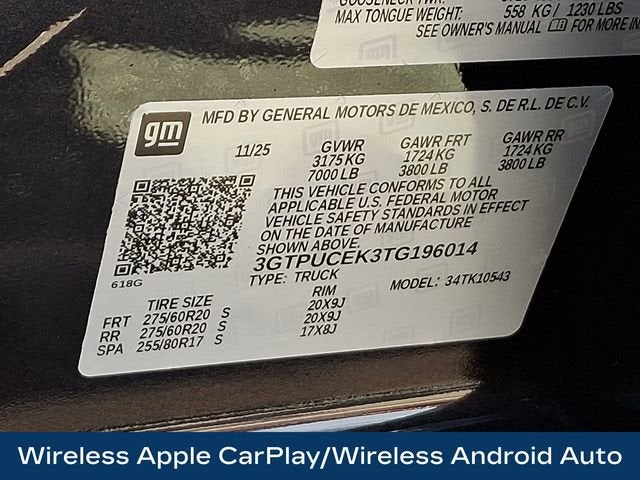 MAX TONGUE WEIGHT: 558 KG / 1230 LBS
SEE OWNER'S MANUAL FOR MORE IN
gm
MFD BY GENERAL MOTORS DE MEXICO, S. DE R.L. DE C.V.
11/25 GVWR GAWR FRT GAWR RR
3175 KG 1724 KG 1724 KG
7000 LB 3800 LB 3800 LB
THIS VEHICLE CONFORMS TO ALL
APPLICABLE U.S. FEDERAL MOTOR
VEHICLE SAFETY STANDARDS IN EFFECT
ON THE DATE OF MANUFACTURE
SHOWN ABOVE.
3GTPUCEK3TG196014
618G
TYPE: TRUCK MODEL: 34TK10543
TIRE SIZE RIM
FRT 275/60R20 S 20X9J
RR 275/60R20 S 20X9J
SPA 255/80R17 S 17X8J
Wireless Apple CarPlay/Wireless Android Auto